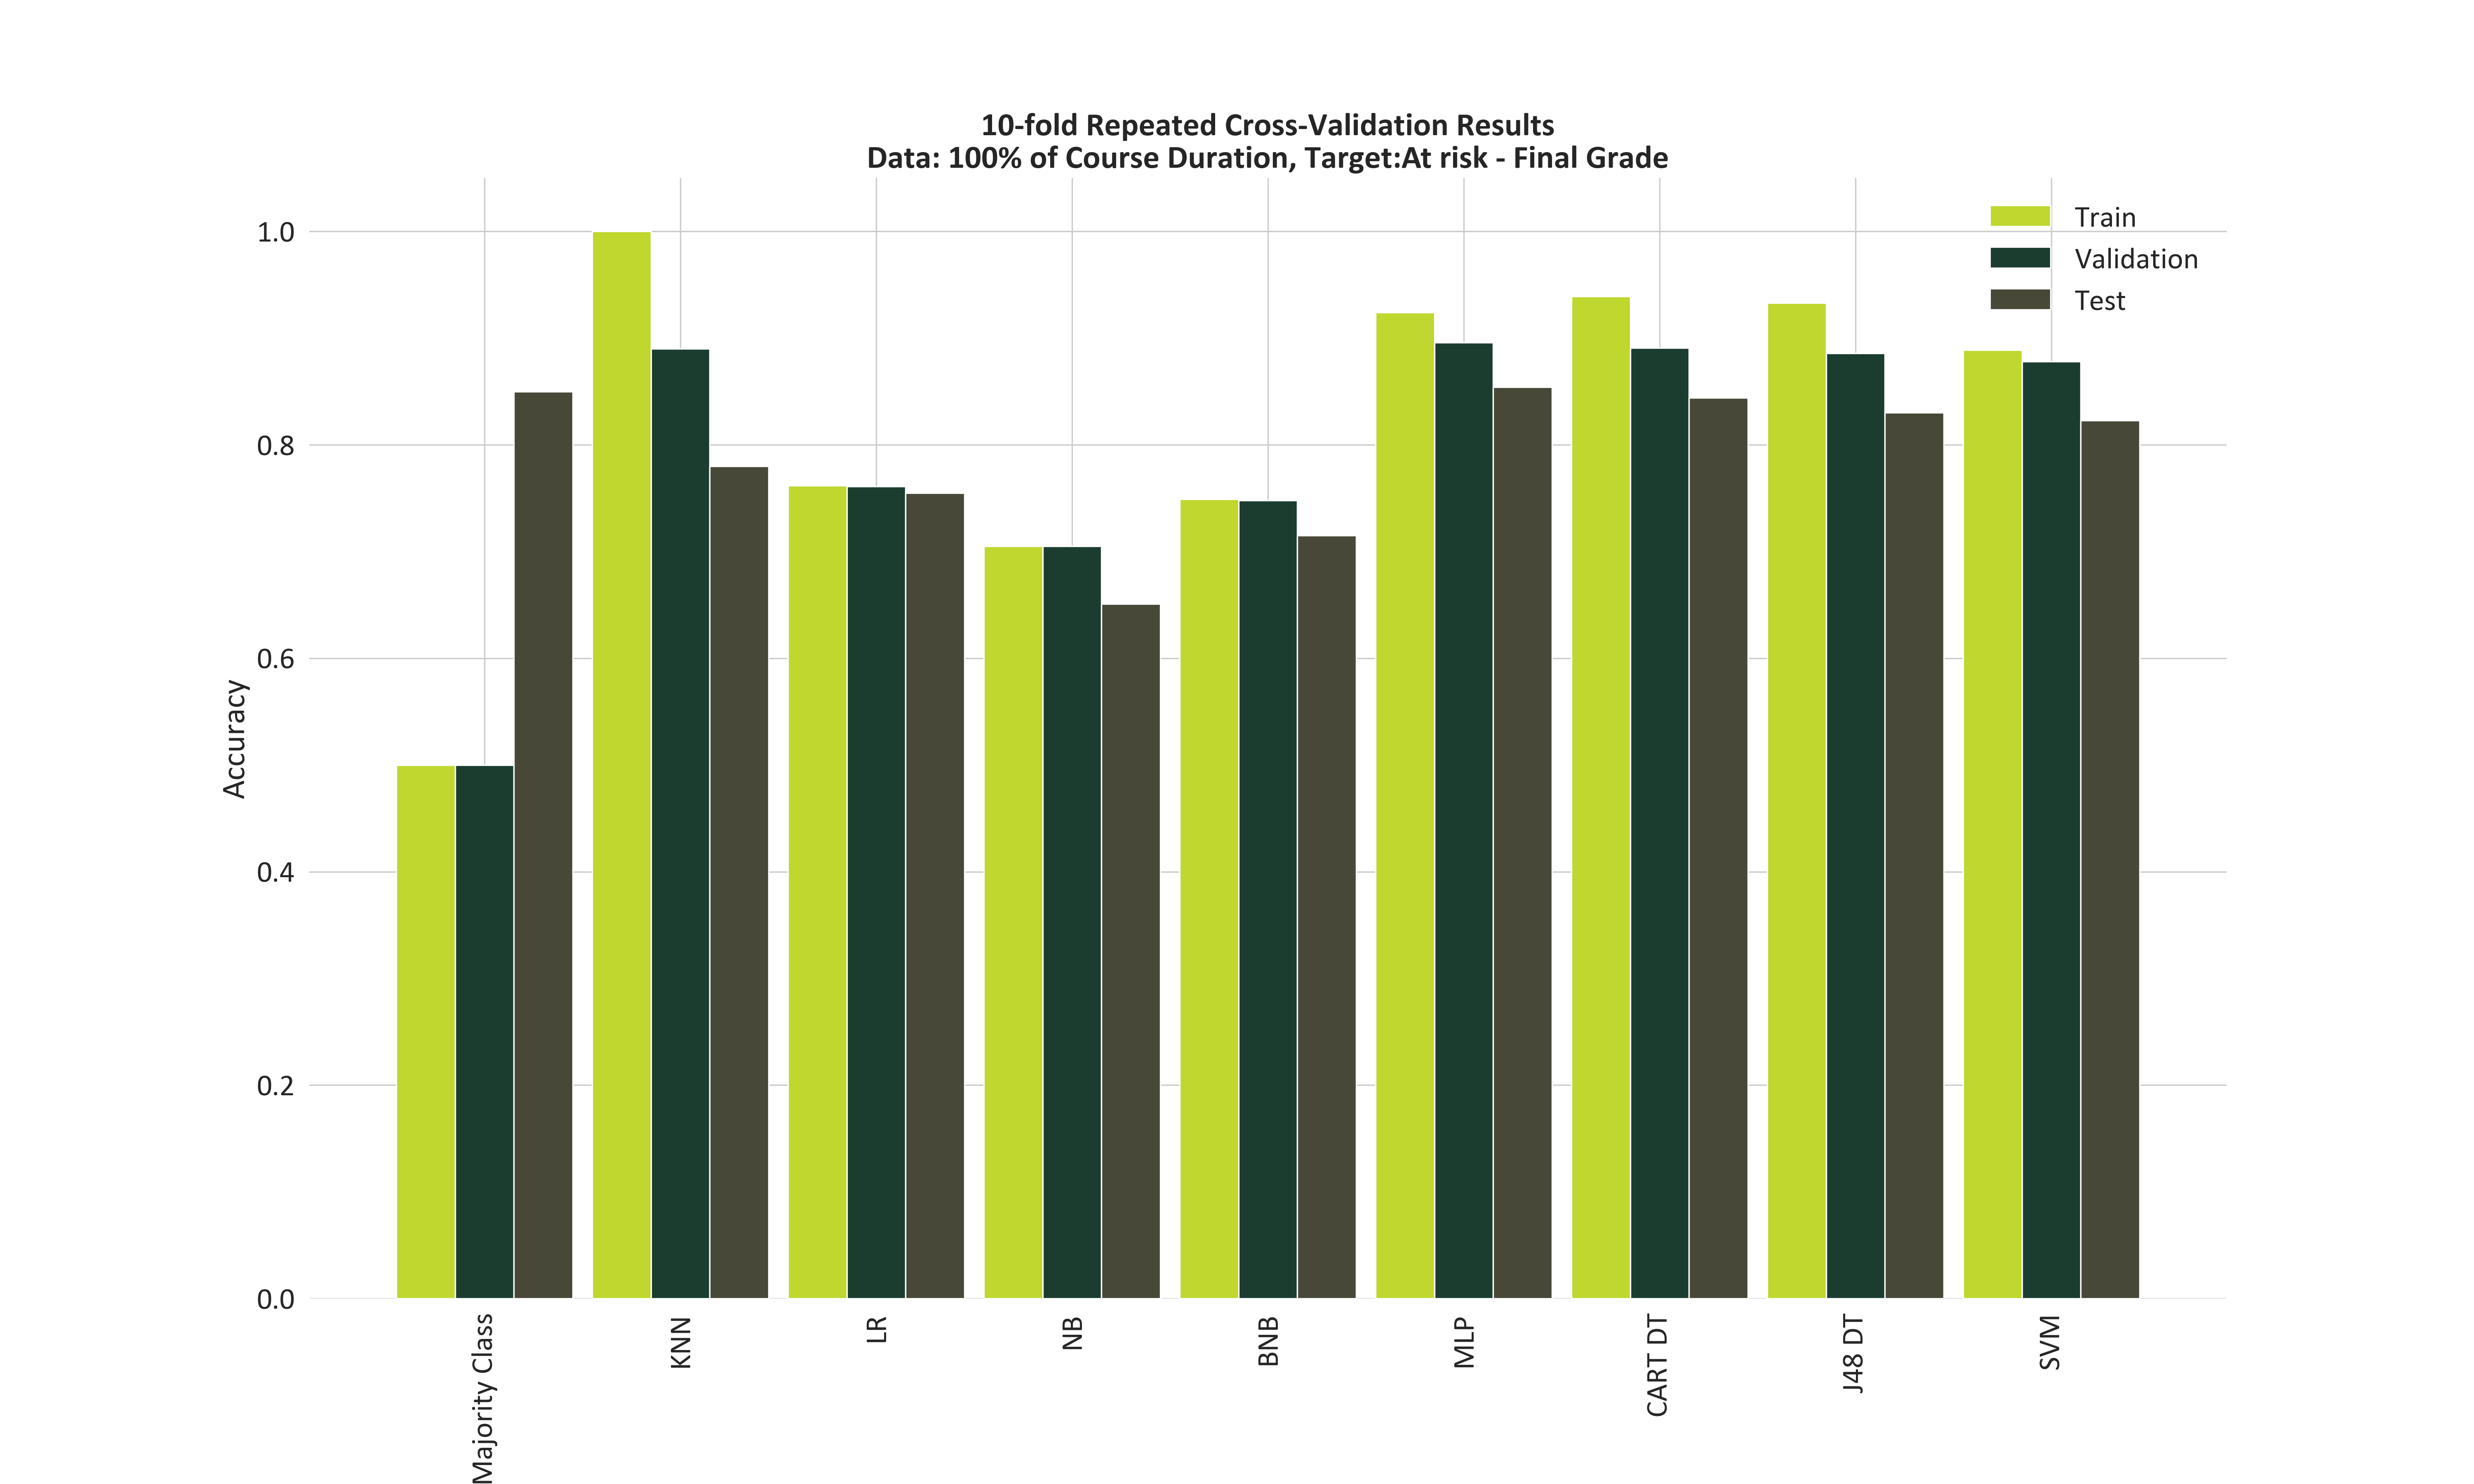 10-fold Repeated Cross-Validation Results
Data: 100% of Course Duration, Target:At risk - Final Grade
Train
Validation
Test
Accuracy
1.0
0.8
0.6
0.4
0.2
0.0
Majority Class
KNN
LR
NB
BNB
MLP
CART DT
J48 DT
SVM